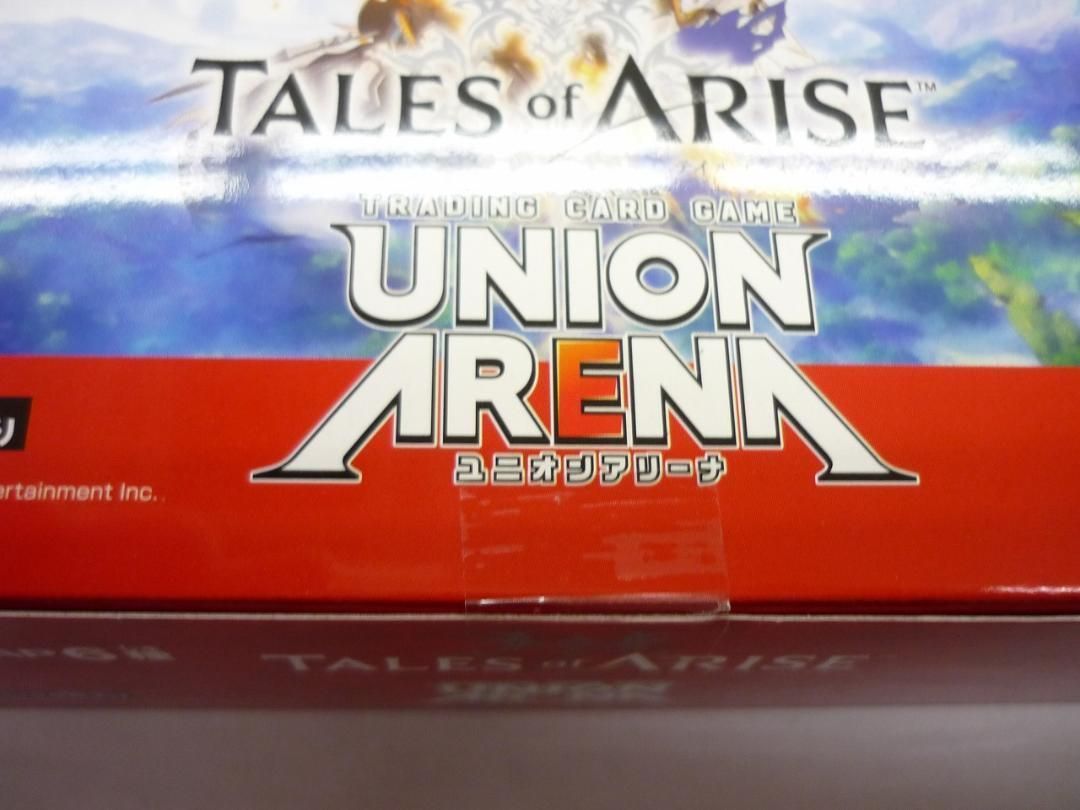 TALES of ARISE™
TRADING CARD GAME
UNION
ARENA
ユニオンアリーナ
ertainment Inc.
TALES of ARISE
UNION